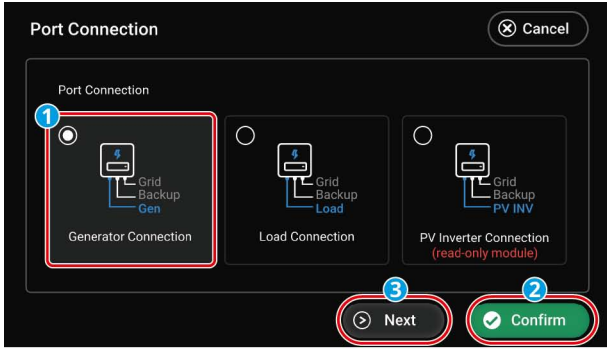 Port Connection
Cancel
Port Connection
1
Grid
Backup
Gen
Generator Connection
Grid
Backup
Load
Load Connection
Grid
Backup
PV INV
PV Inverter Connection
(read-only module)
3
Next
2
Confirm